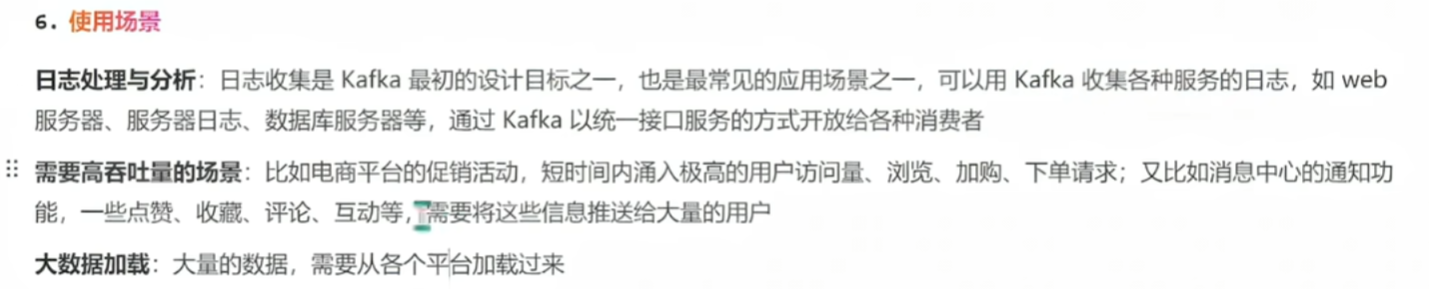 6. 使用场景
日志处理与分析：日志收集是 Kafka 最初的设计目标之一，也是最常见的应用场景之一，可以用 Kafka 收集各种服务的日志，如 web
服务器、服务器日志、数据库服务器等，通过 Kafka 以统一接口服务的方式开放给各种消费者
需要高吞吐量的场景：比如电商平台的促销活动，短时间内涌入极高的用户访问量、浏览、加购、下单请求；又比如消息中心的通知功
能，一些点赞、收藏、评论、互动等，需要将这些信息推送给大量的用户
大数据加载：大量的数据，需要从各个平台加载过来